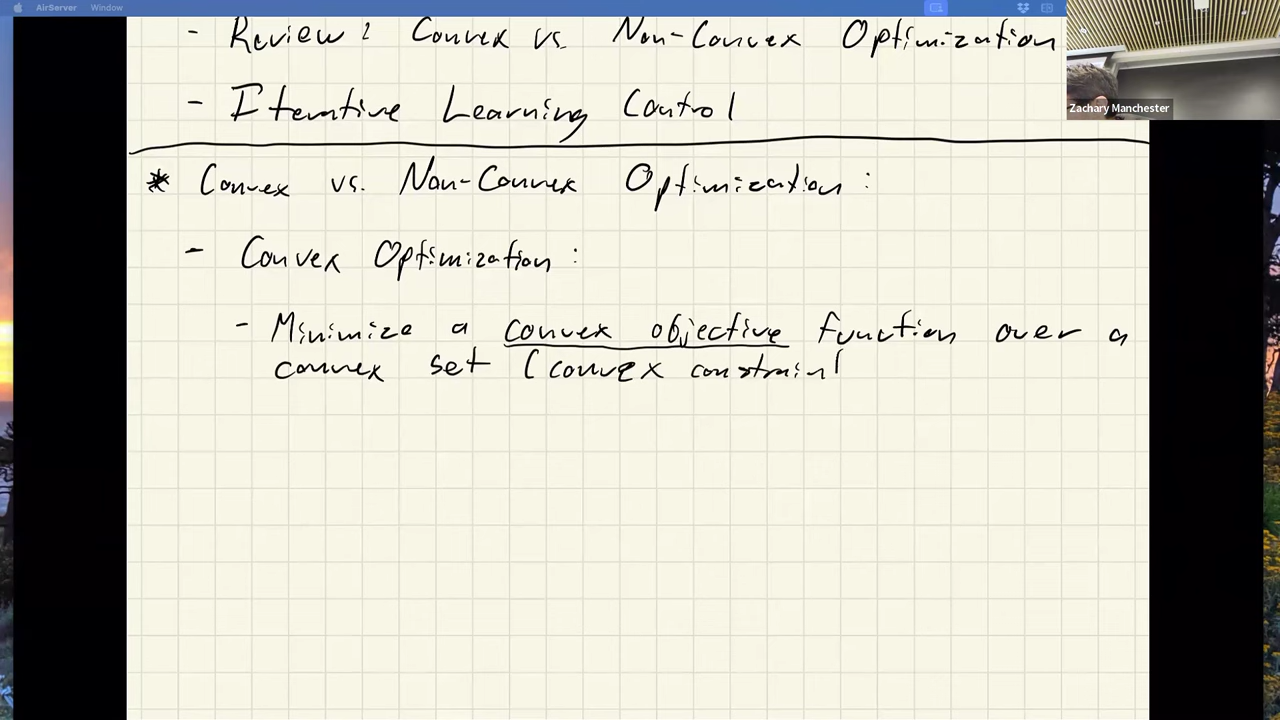 AirServer Window
- Review: Convex vs. Non-Convex Optimization
- Iterative Learning Control
Zachary Manchester
* Convex vs. Non-Convex Optimization:
- Convex Optimization:
- Minimize a convex objective function over a
convex set (convex constrain